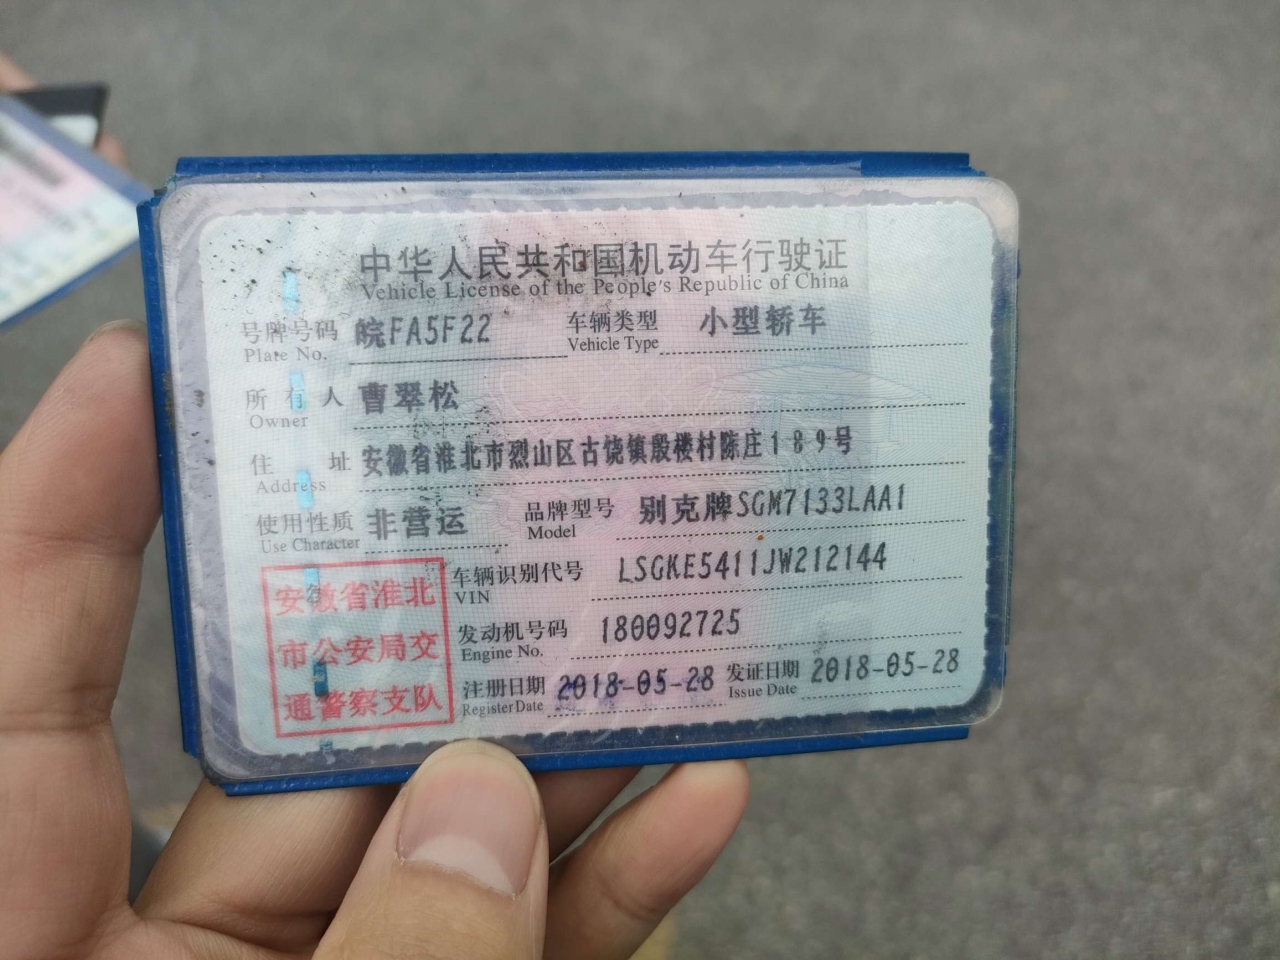 中华人民共和国机动车行驶证
Vehicle License of the People's Republic of China
号牌号码 皖FA5F22 车辆类型 小型轿车
Plate No. Vehicle Type
所有人 曹翠松
Owner
住址 安徽省淮北市烈山区古饶镇殷楼村陈庄189号
Address
使用性质 非营运 品牌型号 别克牌SGM7133LAA1
Use Character Model
安徽省淮北
市公安局交
通警察支队
车辆识别代号 LSGKE5411JW212144
VIN
发动机号码 180092725
Engine No.
注册日期 2018-05-28 发证日期 2018-05-28
Register Date Issue Date